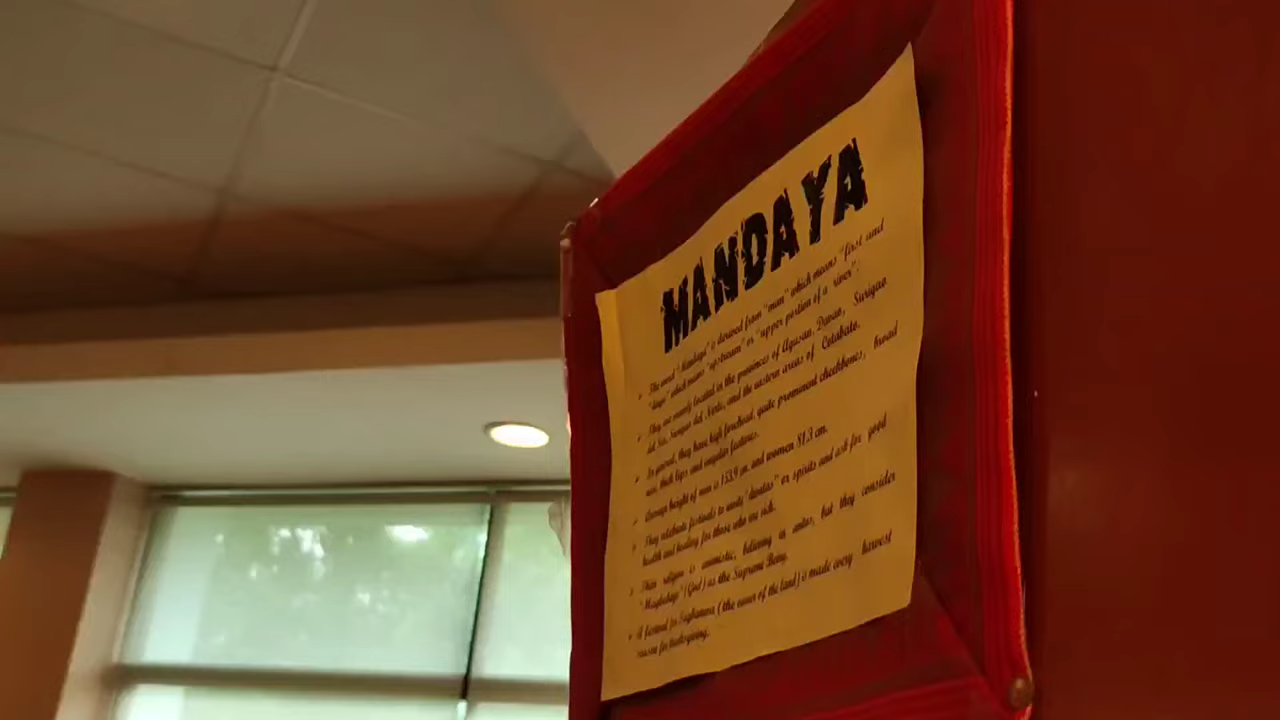 MANDAYA
The word "Mandaya" is derived from "man" which means "first and
"daya" which means "upstream" or "upper portion of a river".
They are mainly located in the provinces of Agusan, Davao, Surigao
del Sur, Surigao del Norte, and the eastern areas of Cotabato.
In general, they have high forehead, quite prominent cheekbones, broad
nose, thick lips and angular features.
Average height of men is 153.9 cm. and women 81.3 cm.
They celebrate festivals to unify "diwatas" or spirits and ask for good
health and healing for those who are sick.
Their religion is animistic, believing in anitos, but they consider
"Magbabaya" (God) as the Supreme Being.
A festival for (the owner of the land) is made every harvest
season for thanksgiving.